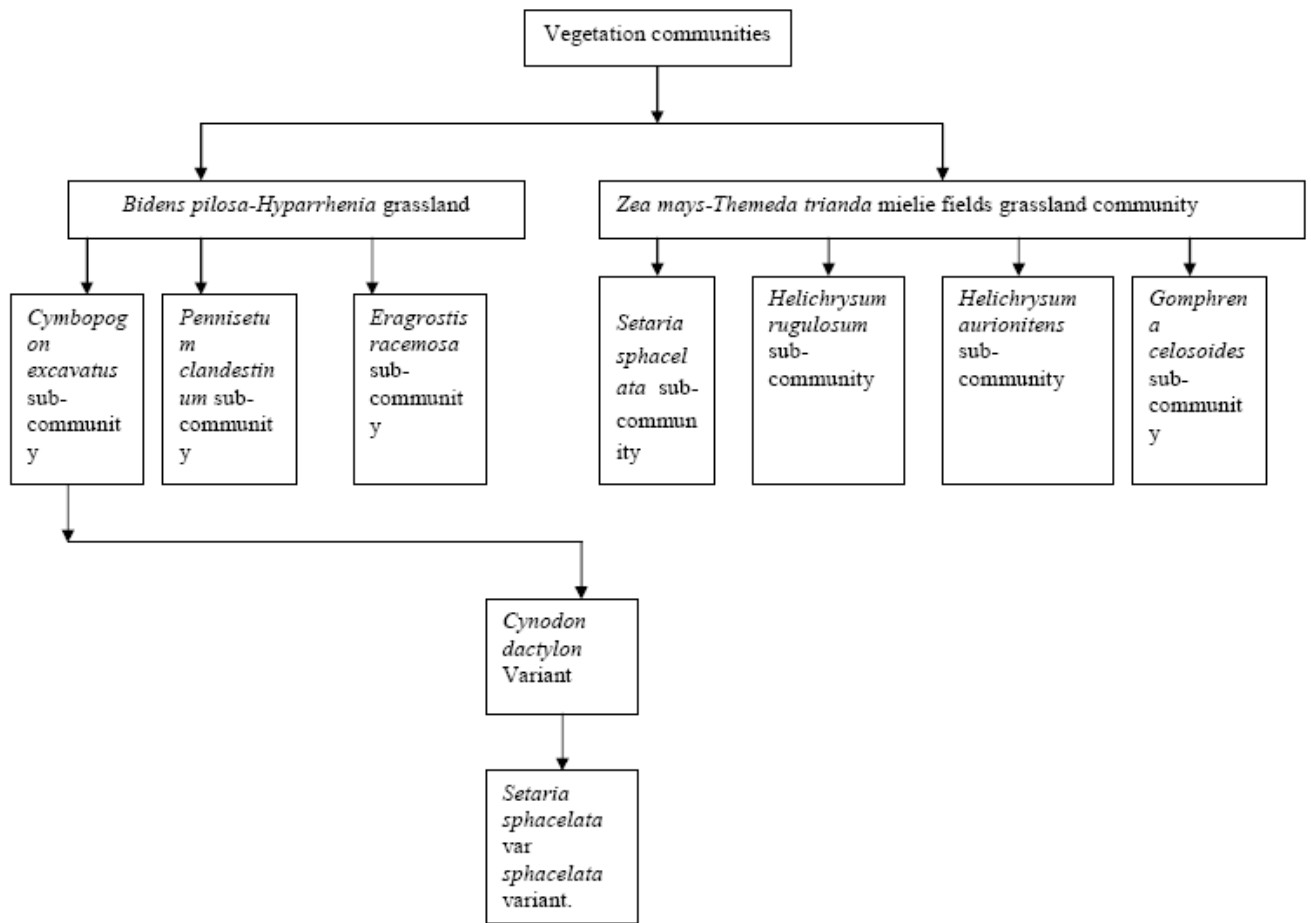 Vegetation communities
Bidens pilosa-Hyparrhenia grassland
Zea mays-Themeda trianda mielie fields grassland community
Cymbopog
on
excavatus
sub-
communit
y
Pennisetu
m
clandestin
um sub-
communit
y
Eragrostis
racemosa
sub-
communit
y
Setaria
sphacel
ata sub-
commun
ity
Helichrysum
rugulosum
sub-
community
Helichrysum
aurionitens
sub-
community
Gomphren
a
celosoides
sub-
communit
y
Cynodon
dactylon
Variant
Setaria
sphacelata
var
sphacelata
variant.